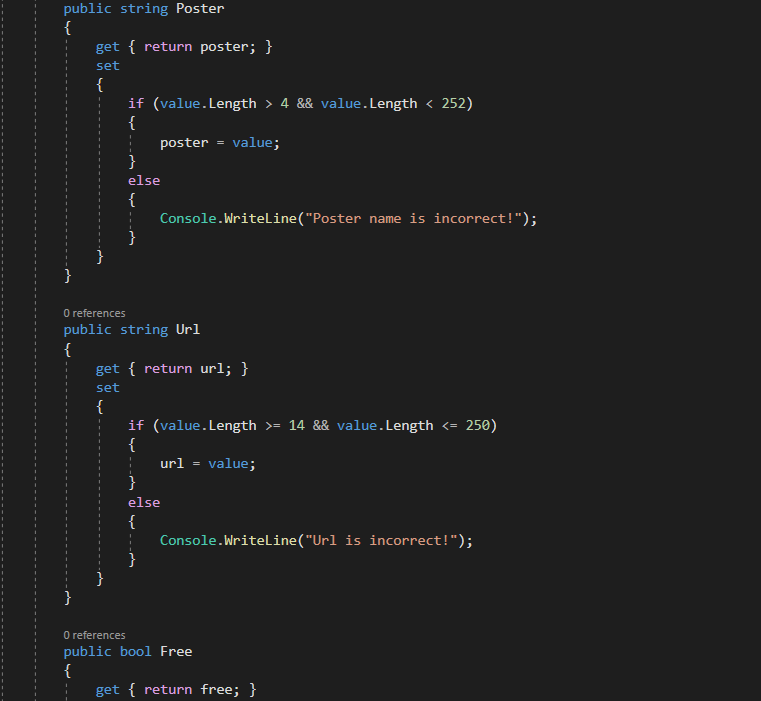 public string Poster
{
get { return poster; }
set
{
if (value.Length > 4 && value.Length < 252)
{
poster = value;
}
else
{
Console.WriteLine("Poster name is incorrect!");
}
}
}
0 references
public string Url
{
get { return url; }
set
{
if (value.Length >= 14 && value.Length <= 250)
{
url = value;
}
else
{
Console.WriteLine("Url is incorrect!");
}
}
}
0 references
public bool Free
{
get { return free; }